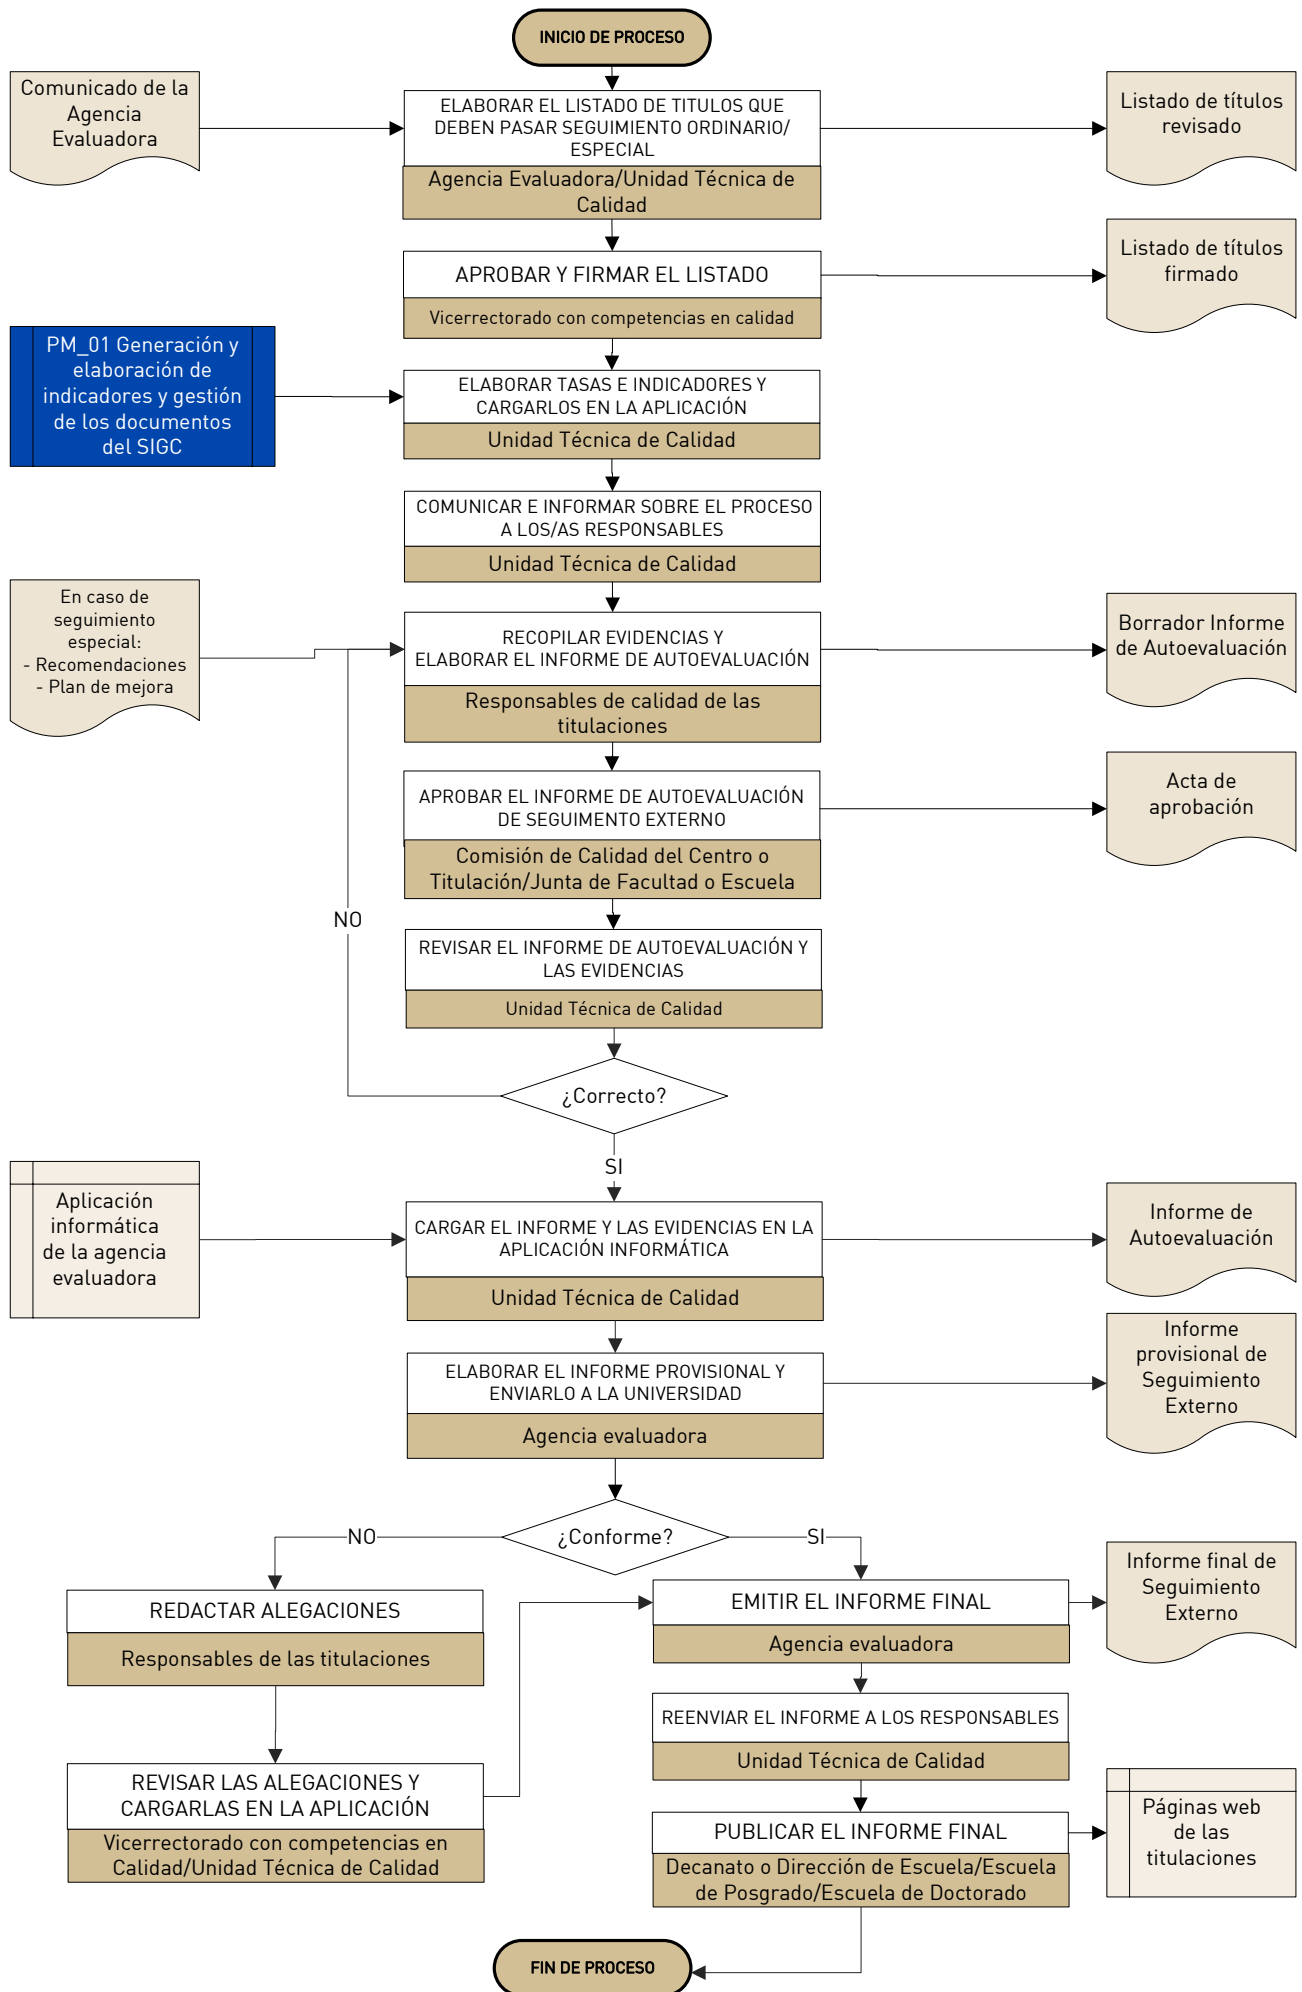 INICIO DE PROCESO
Comunicado de la
Agencia
Evaluadora
ELABORAR EL LISTADO DE TITULOS QUE
DEBEN PASAR SEGUIMIENTO ORDINARIO/
ESPECIAL
Agencia Evaluadora/Unidad Técnica de
Calidad
Listado de títulos
revisado
APROBAR Y FIRMAR EL LISTADO
Vicerrectorado con competencias en calidad
Listado de títulos
firmado
PM_01 Generación y
elaboración de
indicadores y gestión
de los documentos
del SIGC
ELABORAR TASAS E INDICADORES Y
CARGARLOS EN LA APLICACIÓN
Unidad Técnica de Calidad
COMUNICAR E INFORMAR SOBRE EL PROCESO
A LOS/AS RESPONSABLES
Unidad Técnica de Calidad
En caso de
seguimiento
especial:
- Recomendaciones
- Plan de mejora
RECOPILAR EVIDENCIAS Y
ELABORAR EL INFORME DE AUTOEVALUACIÓN
Responsables de calidad de las
titulaciones
Borrador Informe
de Autoevaluación
APROBAR EL INFORME DE AUTOEVALUACIÓN
DE SEGUIMENTO EXTERNO
Comisión de Calidad del Centro o
Titulación/Junta de Facultad o Escuela
Acta de
aprobación
NO
REVISAR EL INFORME DE AUTOEVALUACIÓN Y
LAS EVIDENCIAS
Unidad Técnica de Calidad
¿Correcto?
SI
Aplicación
informática
de la agencia
evaluadora
CARGAR EL INFORME Y LAS EVIDENCIAS EN LA
APLICACIÓN INFORMÁTICA
Unidad Técnica de Calidad
Informe de
Autoevaluación
ELABORAR EL INFORME PROVISIONAL Y
ENVIARLO A LA UNIVERSIDAD
Agencia evaluadora
Informe
provisional de
Seguimiento
Externo
¿Conforme?
NO
SI
REDACTAR ALEGACIONES
Responsables de las titulaciones
EMITIR EL INFORME FINAL
Agencia evaluadora
Informe final de
Seguimiento
Externo
REENVIAR EL INFORME A LOS RESPONSABLES
Unidad Técnica de Calidad
REVISAR LAS ALEGACIONES Y
CARGARLAS EN LA APLICACIÓN
Vicerrectorado con competencias en
Calidad/Unidad Técnica de Calidad
PUBLICAR EL INFORME FINAL
Decanato o Dirección de Escuela/Escuela
de Posgrado/Escuela de Doctorado
Páginas web
de las
titulaciones
FIN DE PROCESO